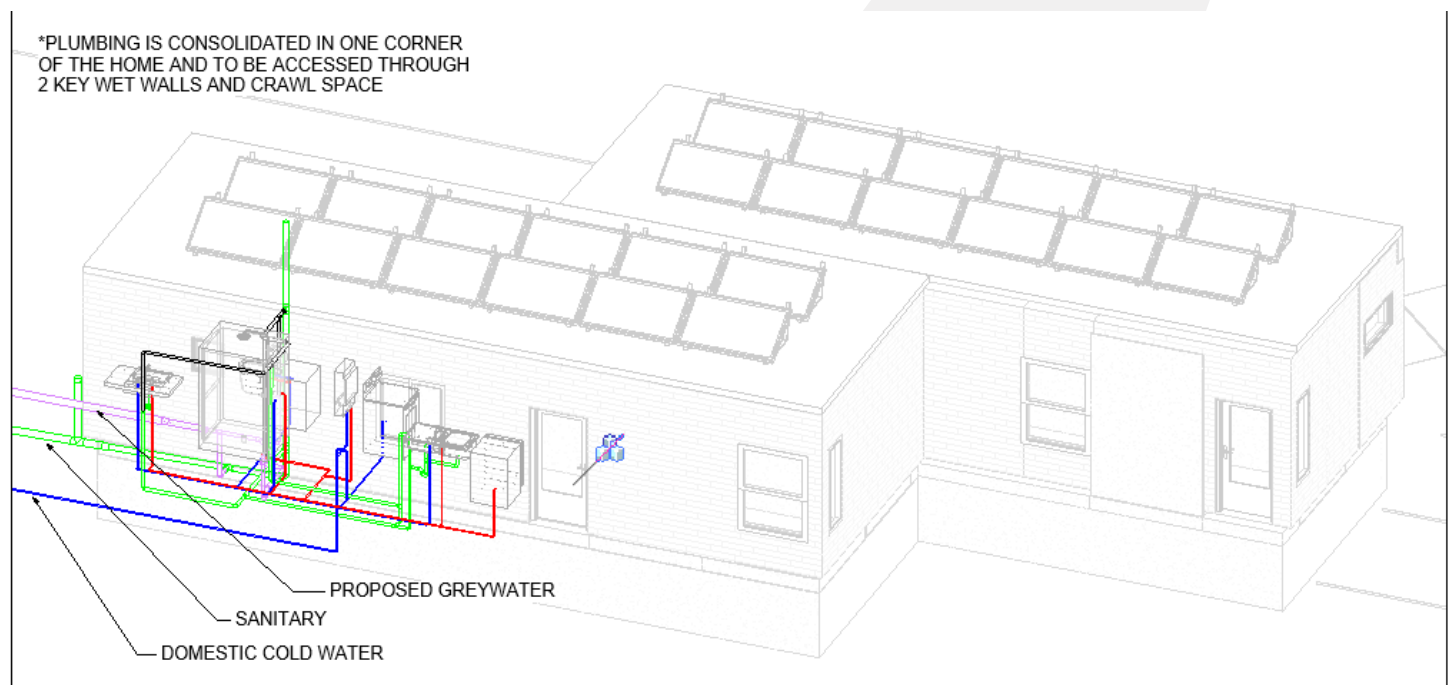 *PLUMBING IS CONSOLIDATED IN ONE CORNER
OF THE HOME AND TO BE ACCESSED THROUGH
2 KEY WET WALLS AND CRAWL SPACE
PROPOSED GREYWATER
SANITARY
DOMESTIC COLD WATER